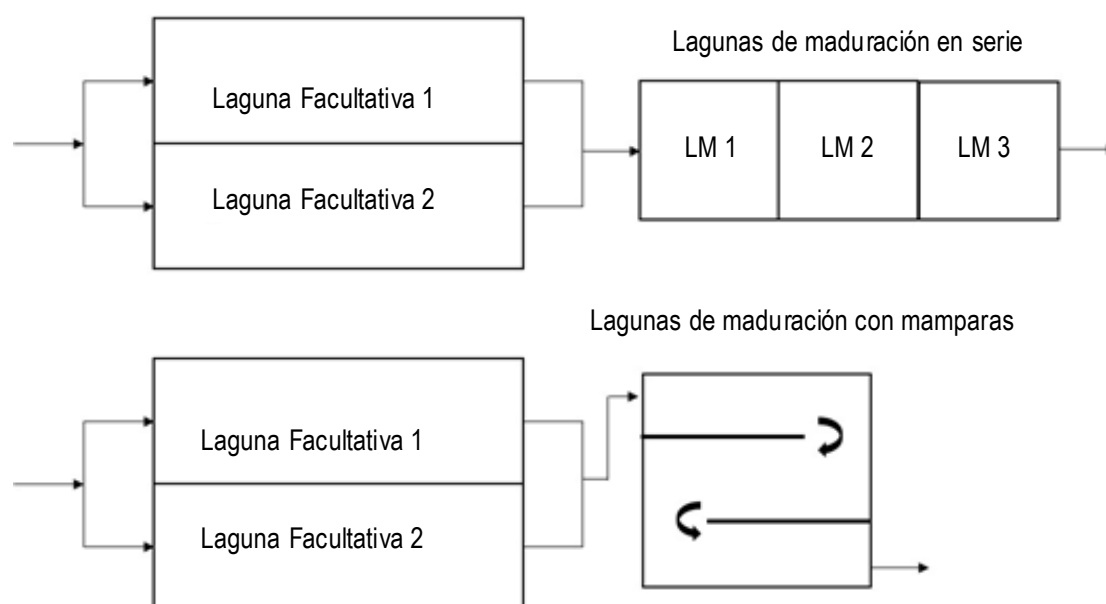 Lagunas de maduración en serie
Laguna Facultativa 1
LM 1
LM 2
LM 3
Laguna Facultativa 2
Lagunas de maduración con mamparas
Laguna Facultativa 1
Laguna Facultativa 2